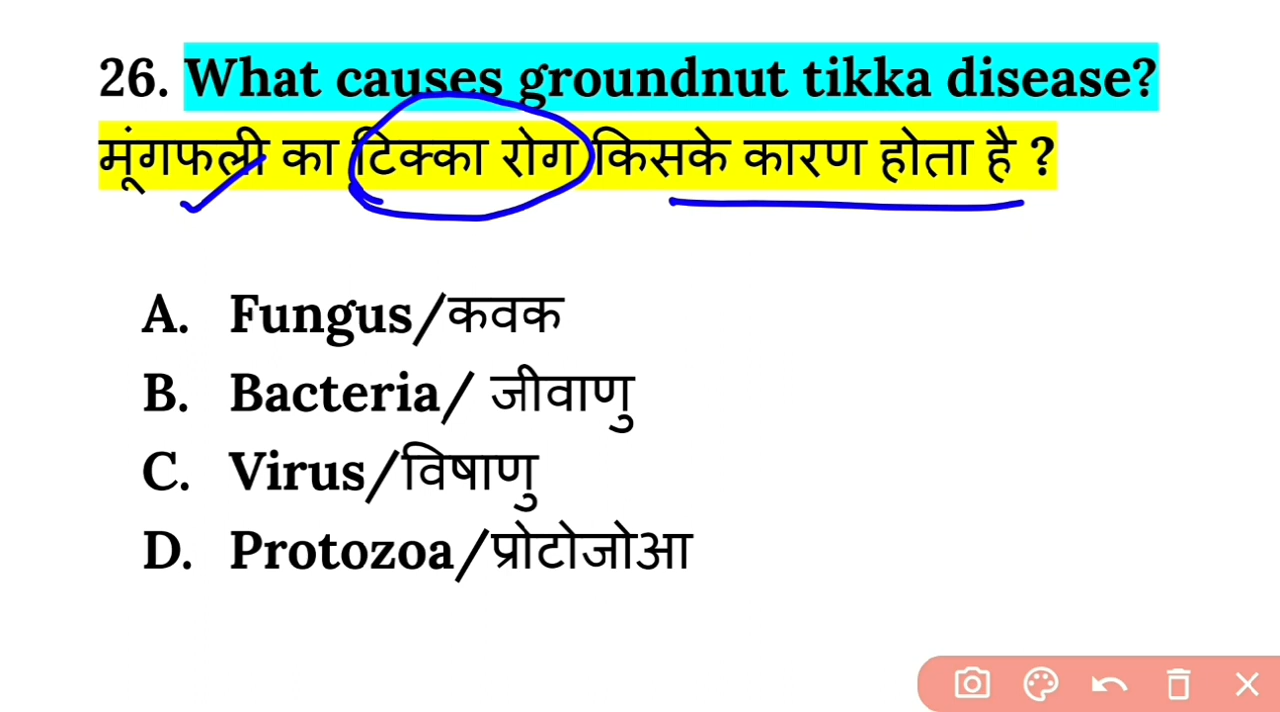 26. What causes groundnut tikka disease?
मूंगफली का टिक्का रोग किसके कारण होता है ?
A. Fungus/कवक
B. Bacteria/ जीवाणु
C. Virus/विषाणु
D. Protozoa/प्रोटोजोआ